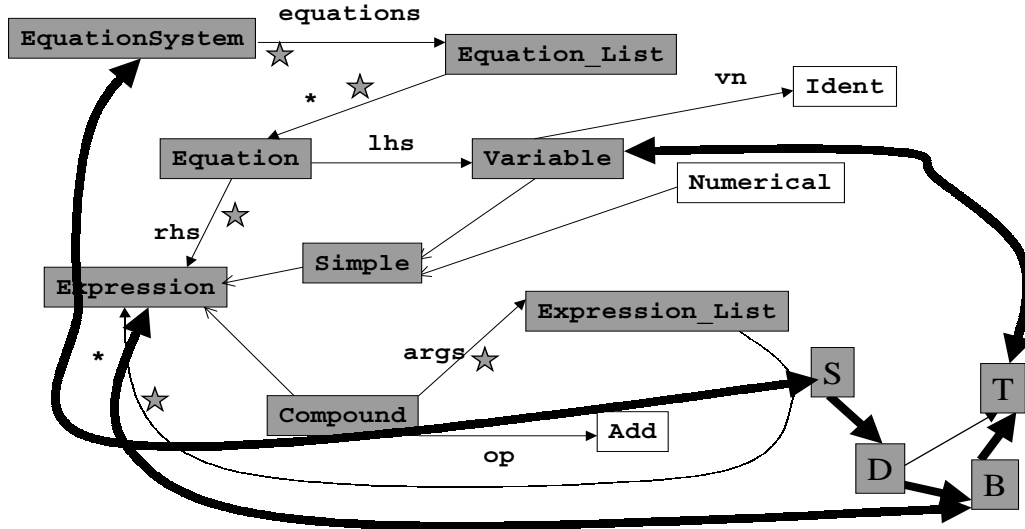 equations
EquationSystem
Equation_List
*
vn
Ident
Equation
lhs
Variable
Numerical
rhs
Simple
Expression
Expression_List
*
args
S
T
Compound
Add
op
D
B